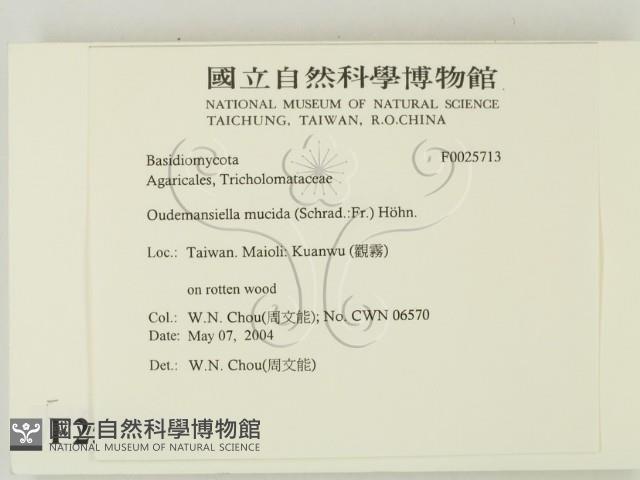 國立自然科學博物館
NATIONAL MUSEUM OF NATURAL SCIENCE
TAICHUNG, TAIWAN, R.O.CHINA
Basidiomycota F0025713
Agaricales, Tricholomataceae
Oudemansiella mucida (Schrad.:Fr.) Höhn.
Loc.: Taiwan. Maioli: Kuanwu (觀霧)
on rotten wood
Col.: W.N. Chou(周文能); No. CWN 06570
Date: May 07, 2004
Det.: W.N. Chou(周文能)
國立自然科學博物館
NATIONAL MUSEUM OF NATURAL SCIENCE